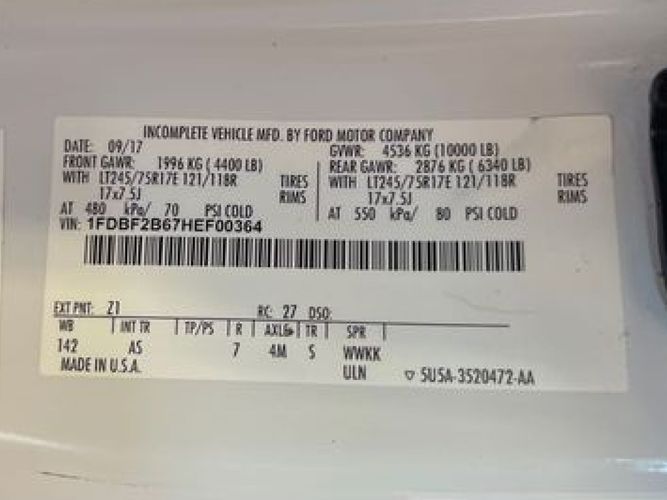 INCOMPLETE VEHICLE MFD. BY FORD MOTOR COMPANY
DATE: 09/17 GVWR: 4536 KG (10000 LB)
FRONT GAWR: 1996 KG ( 4400 LB) REAR GAWR: 2876 KG ( 6340 LB)
WITH LT245/75R17E 121/118R TIRES WITH LT245/75R17E 121/118R TIRES
17x7.5J RIMS 17x7.5J RIMS
AT 480 kPa/ 70 PSI COLD AT 550 kPa/ 80 PSI COLD
VIN: 1FDBF2B67HEF00364
EXT PNT: Z1 RC: 27 DSO:
WB INT TR TP/PS R AXLE TR SPR
142 AS 7 4M S WWKK
MADE IN U.S.A. ULN 5U5A-3520472-AA